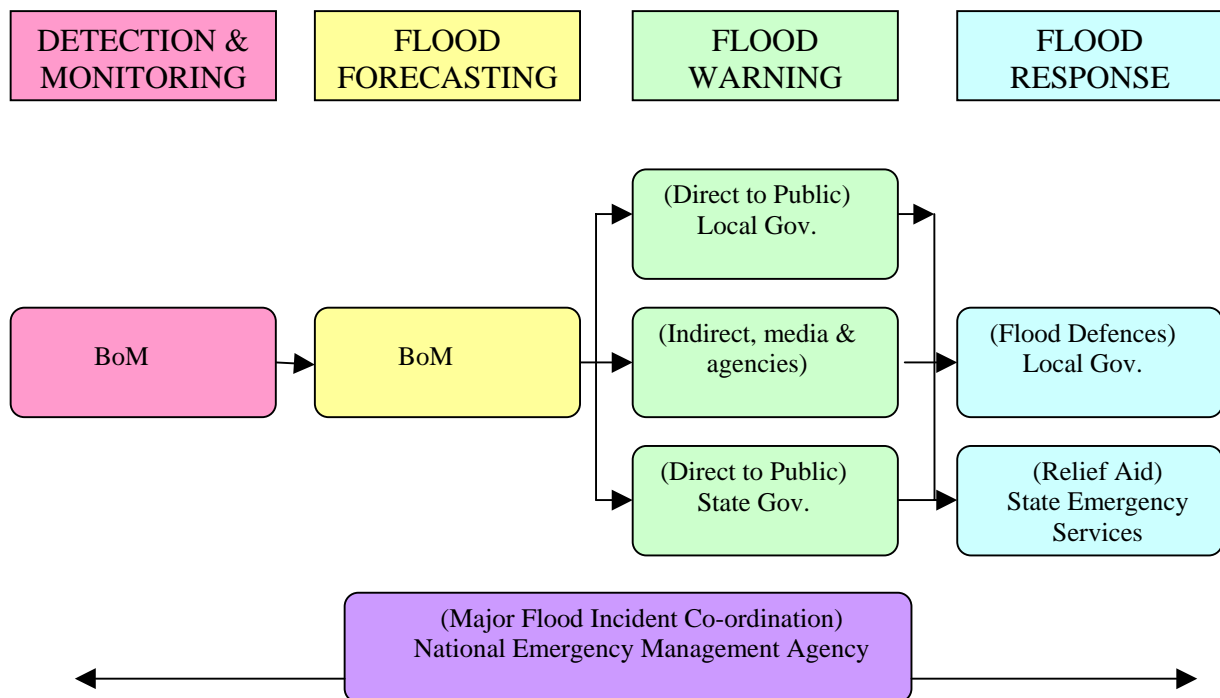 DETECTION &
MONITORING
FLOOD
FORECASTING
FLOOD
WARNING
FLOOD
RESPONSE
(Direct to Public)
Local Gov.
BoM
BoM
(Indirect, media &
agencies)
(Flood Defences)
Local Gov.
(Direct to Public)
State Gov.
(Relief Aid)
State Emergency
Services
(Major Flood Incident Co-ordination)
National Emergency Management Agency